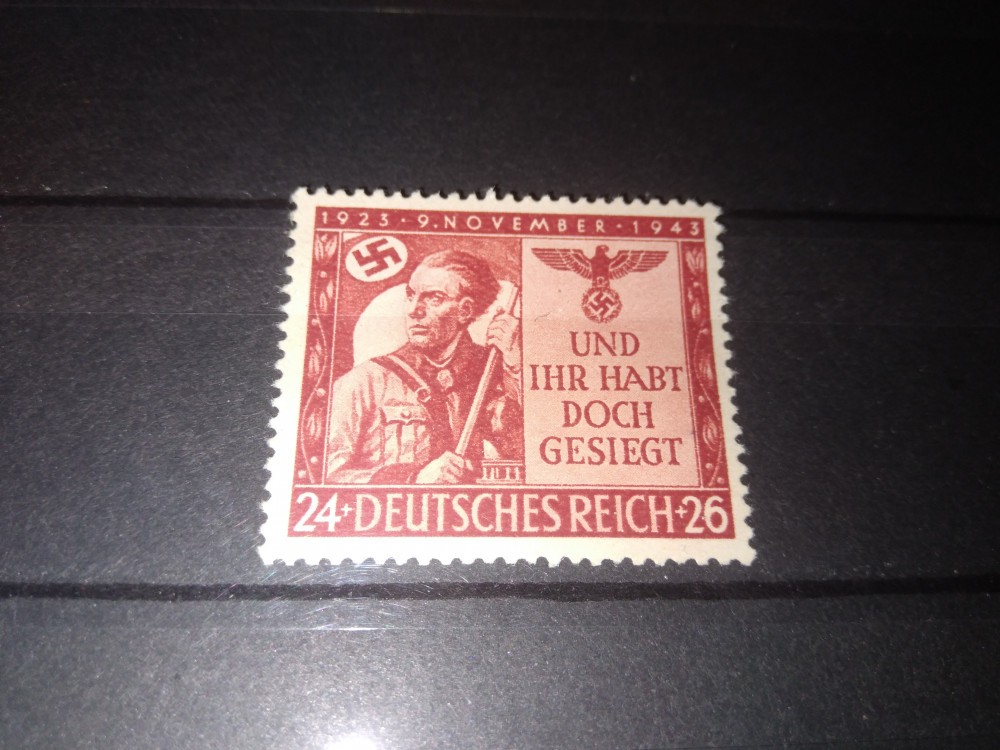 1923 · 9. NOVEMBER · 1943
UND
IHR HABT
DOCH
GESIEGT
24+ DEUTSCHES REICH +26